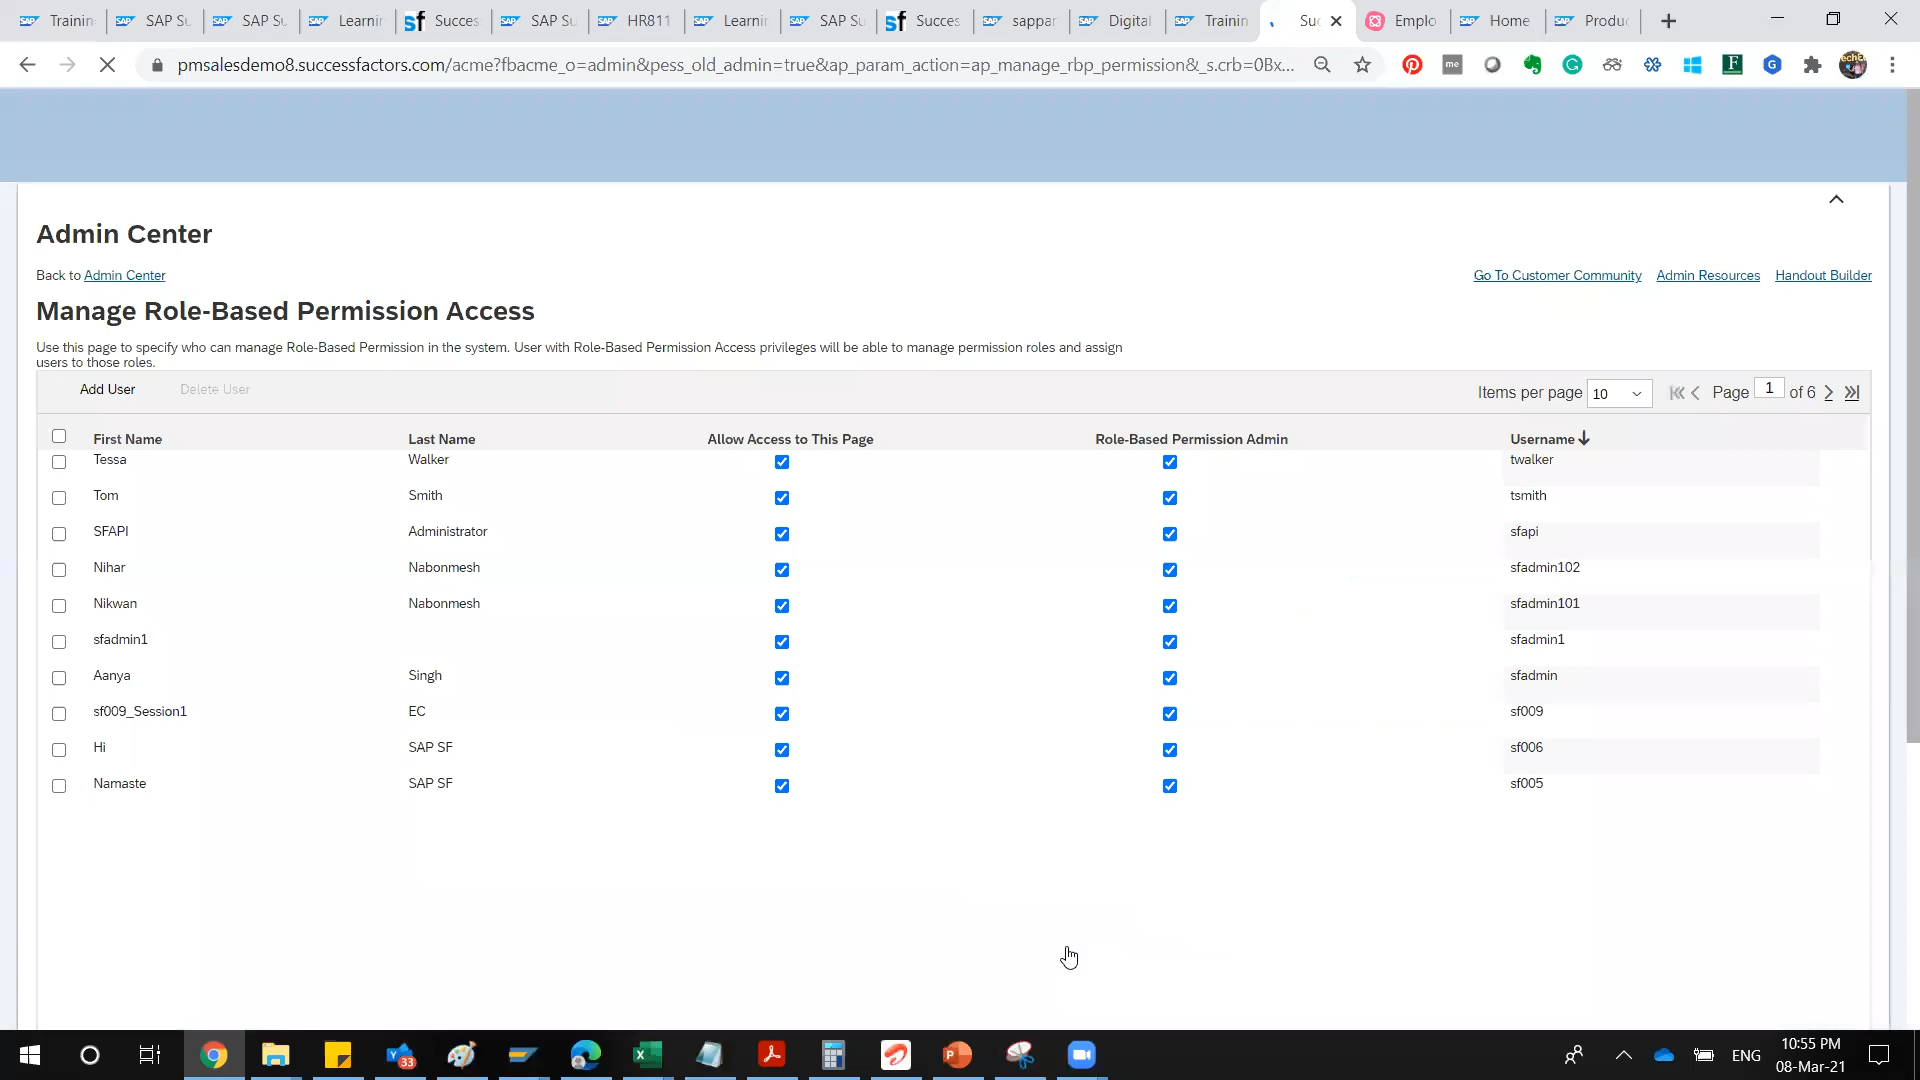 Trainin
SAP Su
SAP Su
Learnin
Succes
SAP Su
HR811
Learnin
SAP Su
Succes
sappar
Digital
Trainin
Suc
Emplo
Home
Produc
pmsalesdemo8.successfactors.com/acme?fbacme_o=admin&pess_old_admin=true&ap_param_action=ap_manage_rbp_permission&_s.crb=0Bx...
Admin Center
Back to Admin Center
Go To Customer Community Admin Resources Handout Builder
Manage Role-Based Permission Access
Use this page to specify who can manage Role-Based Permission in the system. User with Role-Based Permission Access privileges will be able to manage permission roles and assign
users to those roles.
Add User Delete User Items per page 10 Page 1 of 6
First Name Last Name Allow Access to This Page Role-Based Permission Admin Username
Tessa Walker twalker
Tom Smith tsmith
SFAPI Administrator sfapi
Nihar Nabonmesh sfadmin102
Nikwan Nabonmesh sfadmin101
sfadmin1 sfadmin1
Aanya Singh sfadmin
sf009_Session1 EC sf009
Hi SAP SF sf006
Namaste SAP SF sf005
33
ENG
10:55 PM
08-Mar-21